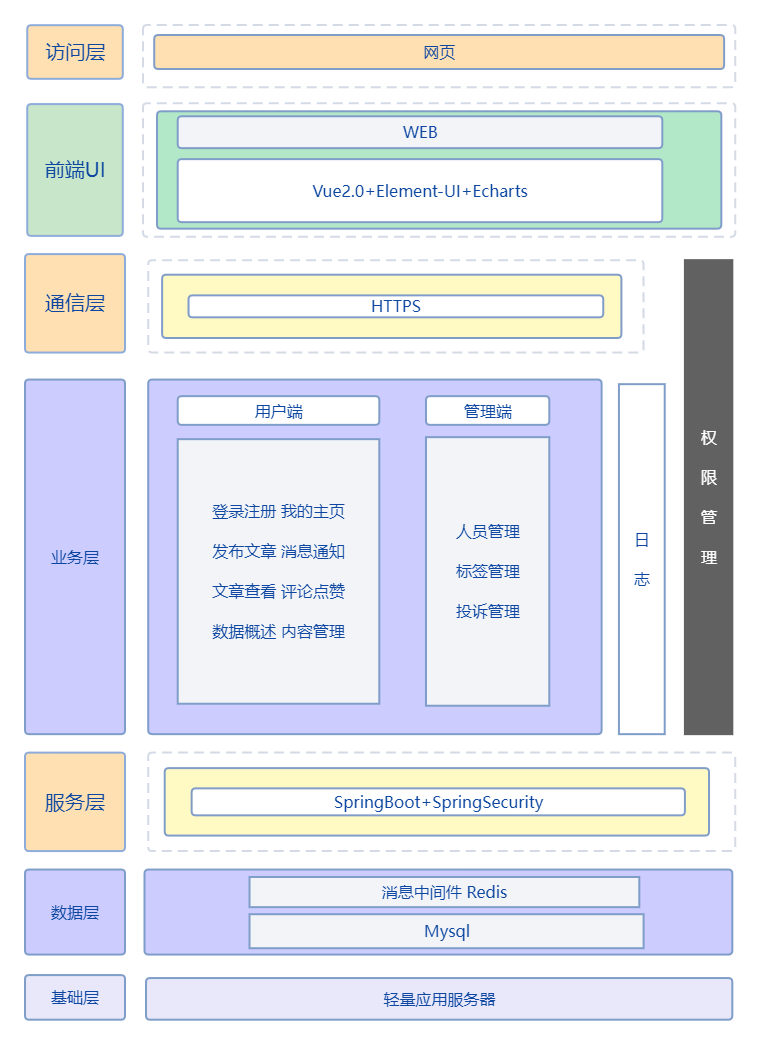 访问层
网页
前端UI
WEB
Vue2.0+Element-UI+Echarts
通信层
HTTPS
业务层
用户端
登录注册 我的主页
发布文章 消息通知
文章查看 评论点赞
数据概述 内容管理
管理端
人员管理
标签管理
投诉管理
日
志
权
限
管
理
服务层
SpringBoot+SpringSecurity
数据层
消息中间件 Redis
Mysql
基础层
轻量应用服务器